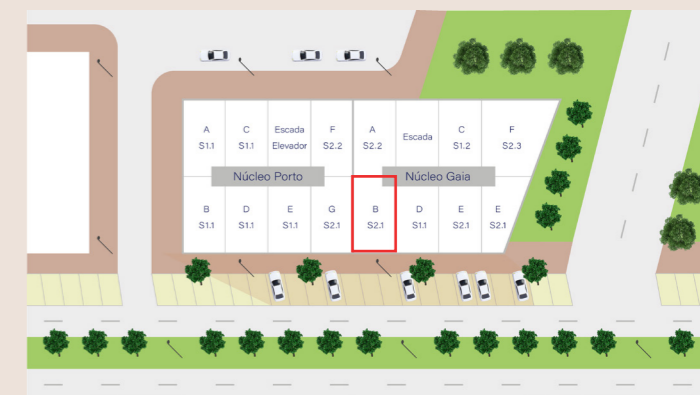 A C Escada F A Escada C F
S1.1 S1.1 Elevador S2.2 S2.2 S1.2 S2.3
Núcleo Porto Núcleo Gaia
B D E G B D E E
S1.1 S1.1 S1.1 S2.1 S2.1 S1.1 S2.1 S2.1